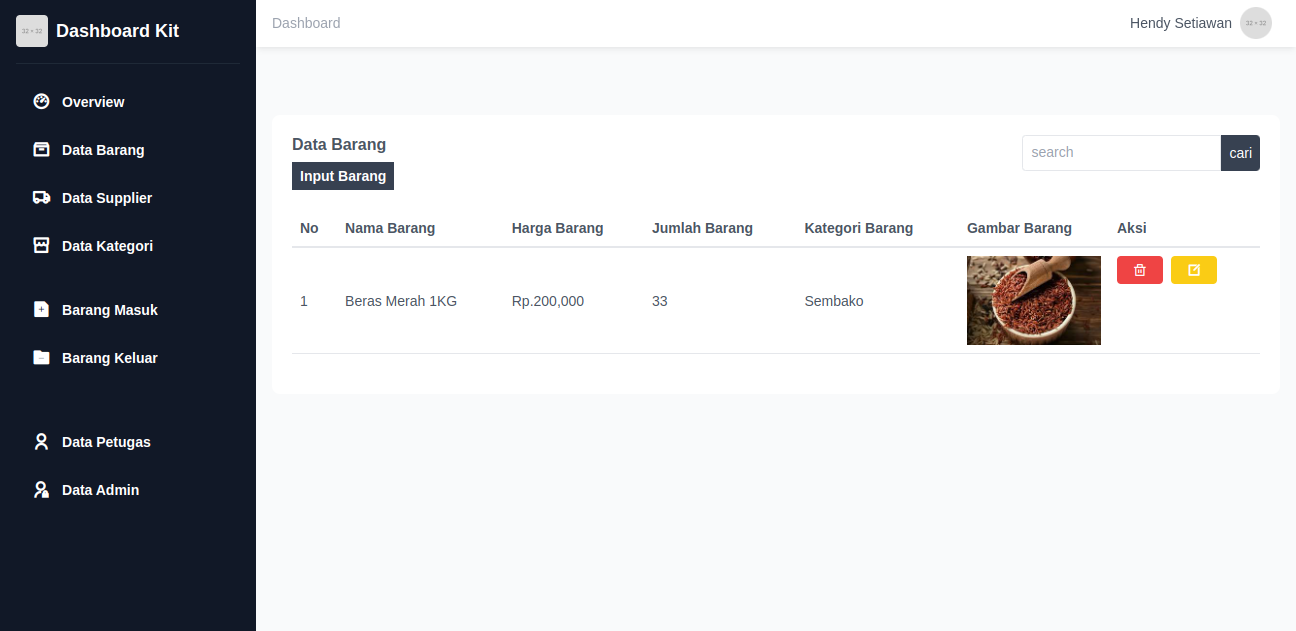 32 × 32
Dashboard Kit
Overview
Data Barang
Data Supplier
Data Kategori
Barang Masuk
Barang Keluar
Data Petugas
Data Admin
Dashboard
Hendy Setiawan
32 × 32
Data Barang
Input Barang
search
cari
No Nama Barang Harga Barang Jumlah Barang Kategori Barang Gambar Barang Aksi
1 Beras Merah 1KG Rp.200,000 33 Sembako